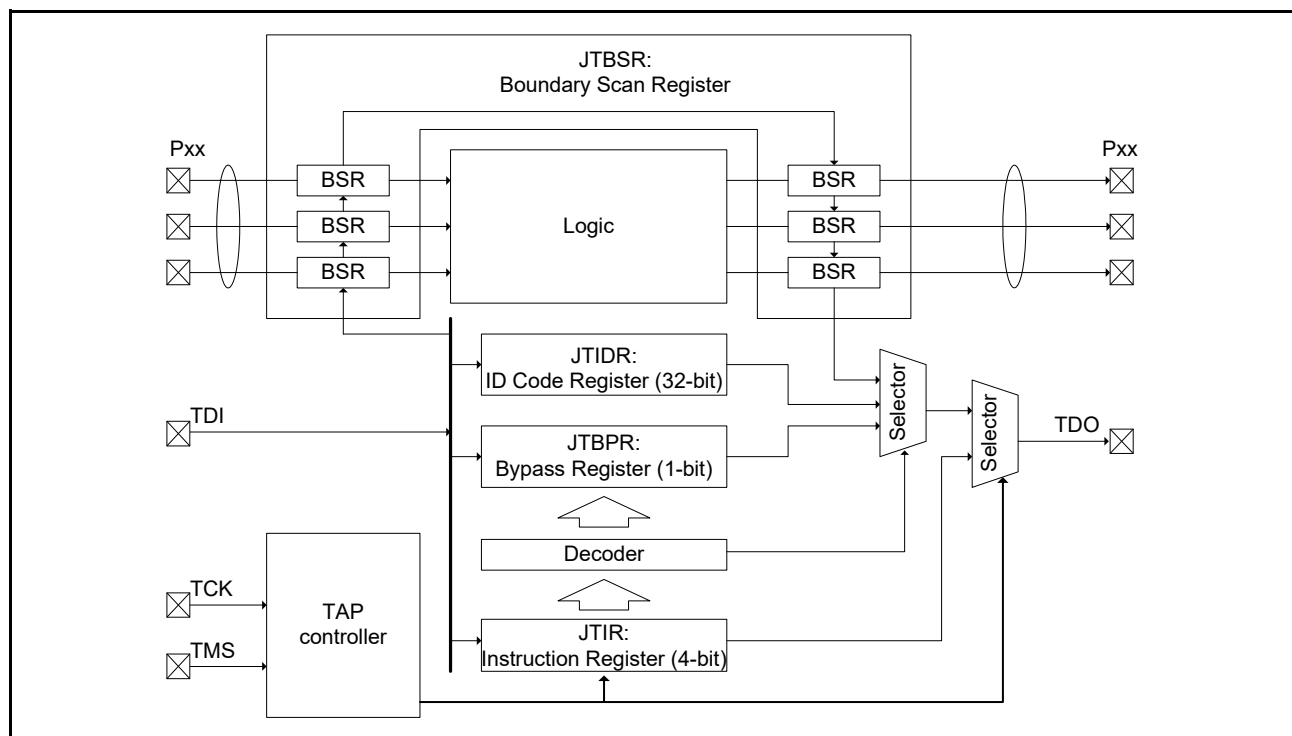 JTBSR:
Boundary Scan Register
Pxx
Pxx
BSR
BSR
BSR
Logic
BSR
BSR
BSR
JTIDR:
ID Code Register (32-bit)
TDI
JTBPR:
Bypass Register (1-bit)
Selector
Selector
TDO
Decoder
TCK
TMS
TAP
controller
JTIR:
Instruction Register (4-bit)